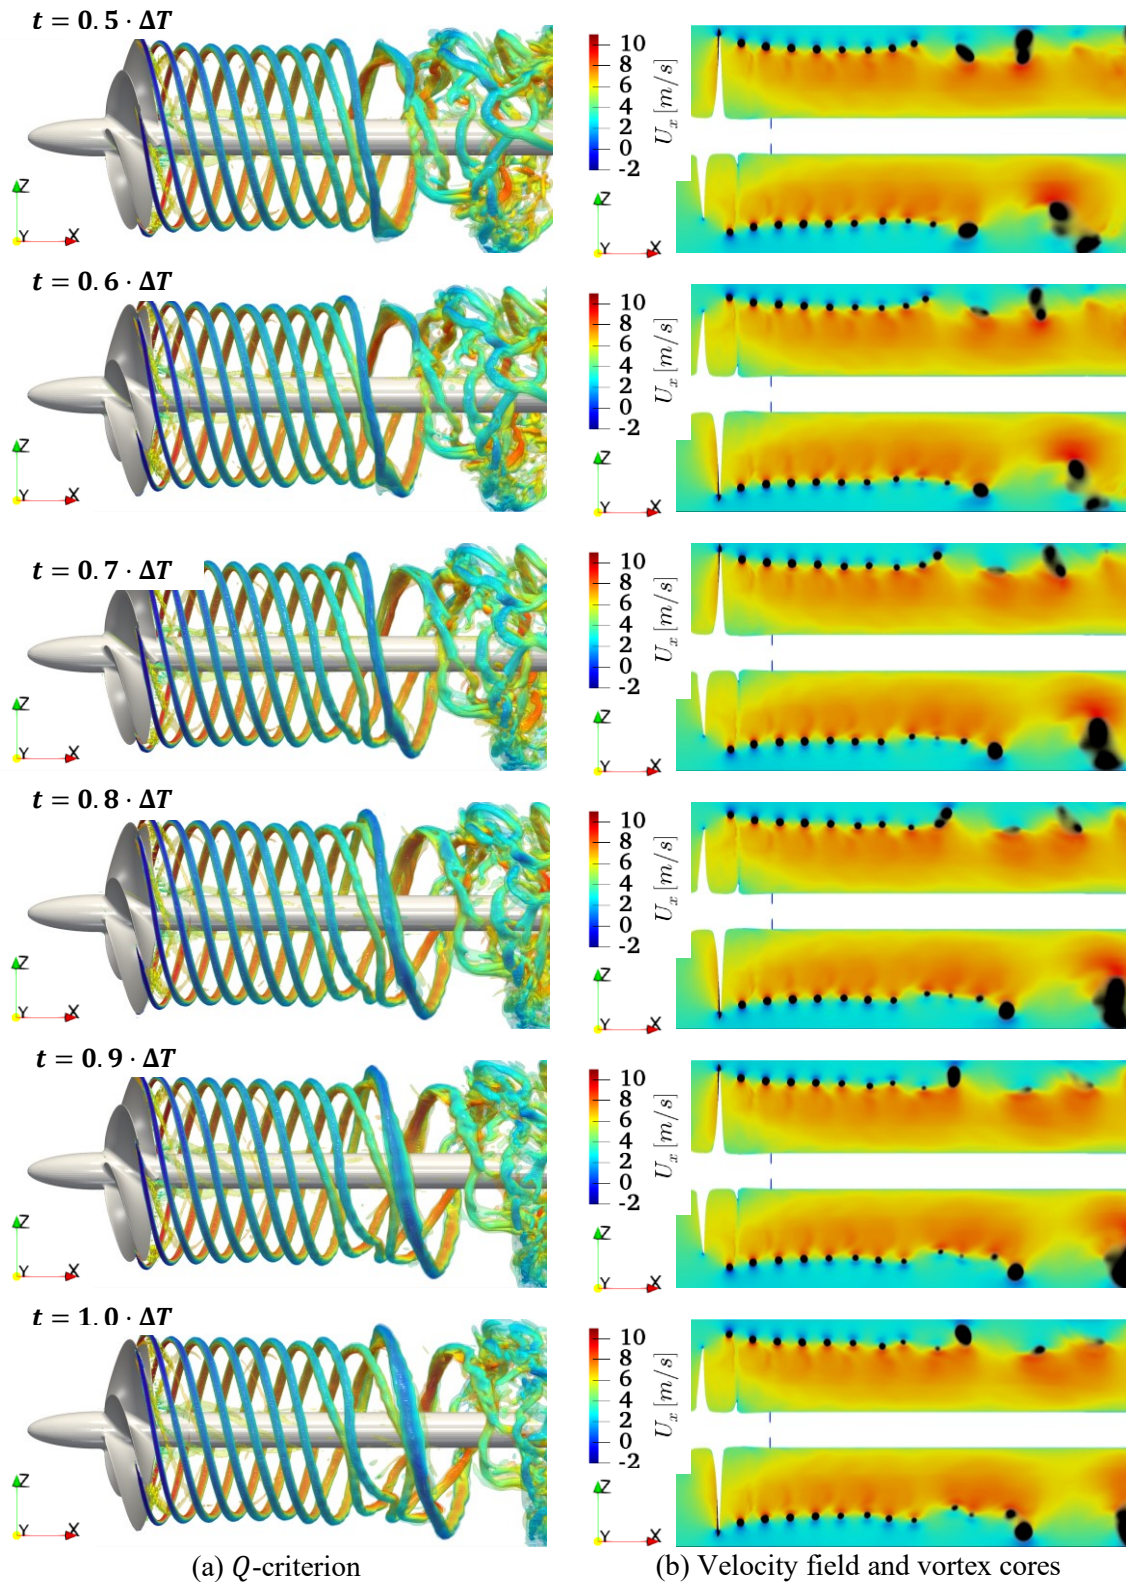 t = 0.5 · ΔT
10
8
6
4
2
0
-2
U_x [m/s]
Z
Y X
Z
Y X
t = 0.6 · ΔT
10
8
6
4
2
0
-2
U_x [m/s]
Z
Y X
Z
Y X
t = 0.7 · ΔT
10
8
6
4
2
0
-2
U_x [m/s]
Z
Y X
Z
Y X
t = 0.8 · ΔT
10
8
6
4
2
0
-2
U_x [m/s]
Z
Y X
Z
Y X
t = 0.9 · ΔT
10
8
6
4
2
0
-2
U_x [m/s]
Z
Y X
Z
Y X
t = 1.0 · ΔT
10
8
6
4
2
0
-2
U_x [m/s]
Z
Y X
Z
Y X
(a) Q-criterion
(b) Velocity field and vortex cores